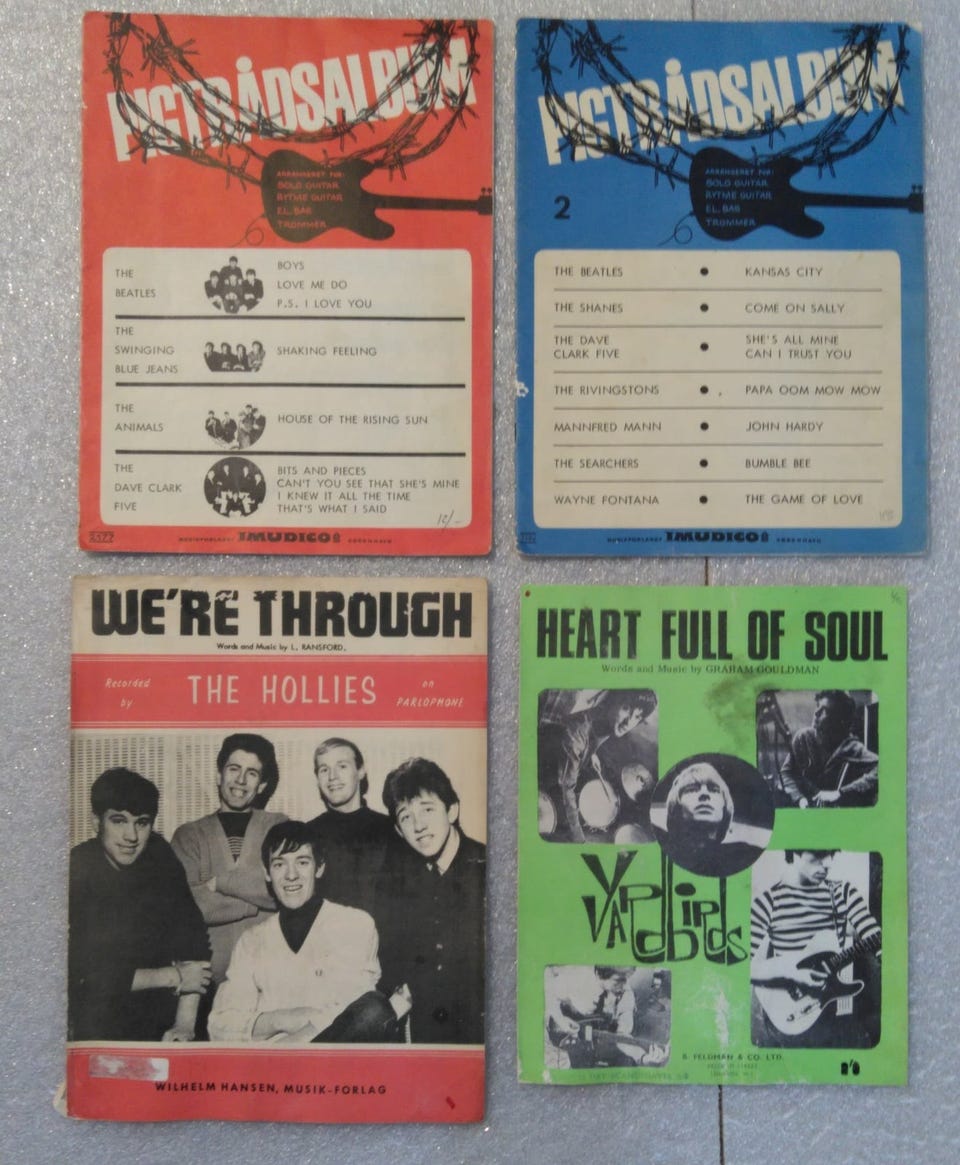 PIGTRÅDSALBUM
ARRANGERET FOR:
SOLO GUITAR
RYTME GUITAR
EL. BAS
TROMMER
THE
BEATLES
BOYS
LOVE ME DO
P.S. I LOVE YOU
THE
SWINGING
BLUE JEANS
SHAKING FEELING
THE
ANIMALS
HOUSE OF THE RISING SUN
THE
DAVE CLARK
FIVE
BITS AND PIECES
CAN'T YOU SEE THAT SHE'S MINE
I KNEW IT ALL THE TIME
THAT'S WHAT I SAID
MUSIKFORLAGET IMUDICO KØBENHAVN
PIGTRÅDSALBUM
2
ARRANGERET FOR:
SOLO GUITAR
RYTME GUITAR
EL. BAS
TROMMER
THE BEATLES ● KANSAS CITY
THE SHANES ● COME ON SALLY
THE DAVE
CLARK FIVE
●
SHE'S ALL MINE
CAN I TRUST YOU
THE RIVINGSTONS ● PAPA OOM MOW MOW
MANNFRED MANN ● JOHN HARDY
THE SEARCHERS ● BUMBLE BEE
WAYNE FONTANA ● THE GAME OF LOVE
MUSIKFORLAGET IMUDICO KØBENHAVN
WE'RE THROUGH
Words and Music by L. RANSFORD.
Recorded
by
THE HOLLIES
on
PARLOPHONE
WILHELM HANSEN, MUSIK-FORLAG
HEART FULL OF SOUL
Words and Music by GRAHAM GOULDMAN
YARDbIRds
B. FELDMAN & CO. LTD.
2'6